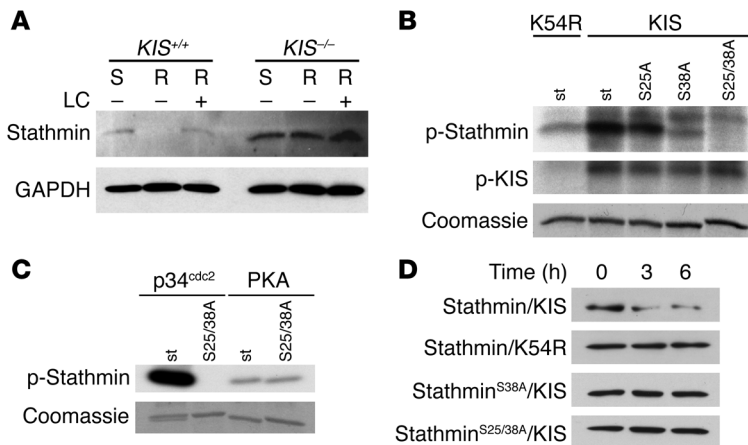 A
KIS+/+ KIS−/−
S R R S R R
LC − − + − − +
Stathmin
GAPDH
B
K54R KIS
st st S25A S38A S25/38A
p-Stathmin
p-KIS
Coomassie
C
p34cdc2 PKA
st S25/38A st S25/38A
p-Stathmin
Coomassie
D
Time (h) 0 3 6
Stathmin/KIS
Stathmin/K54R
StathminS38A/KIS
StathminS25/38A/KIS